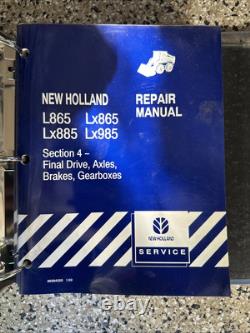 NEW HOLLAND
L865 Lx865
Lx885 Lx985
REPAIR
MANUAL
Section 4 –
Final Drive, Axles,
Brakes, Gearboxes
NEW HOLLAND
SERVICE